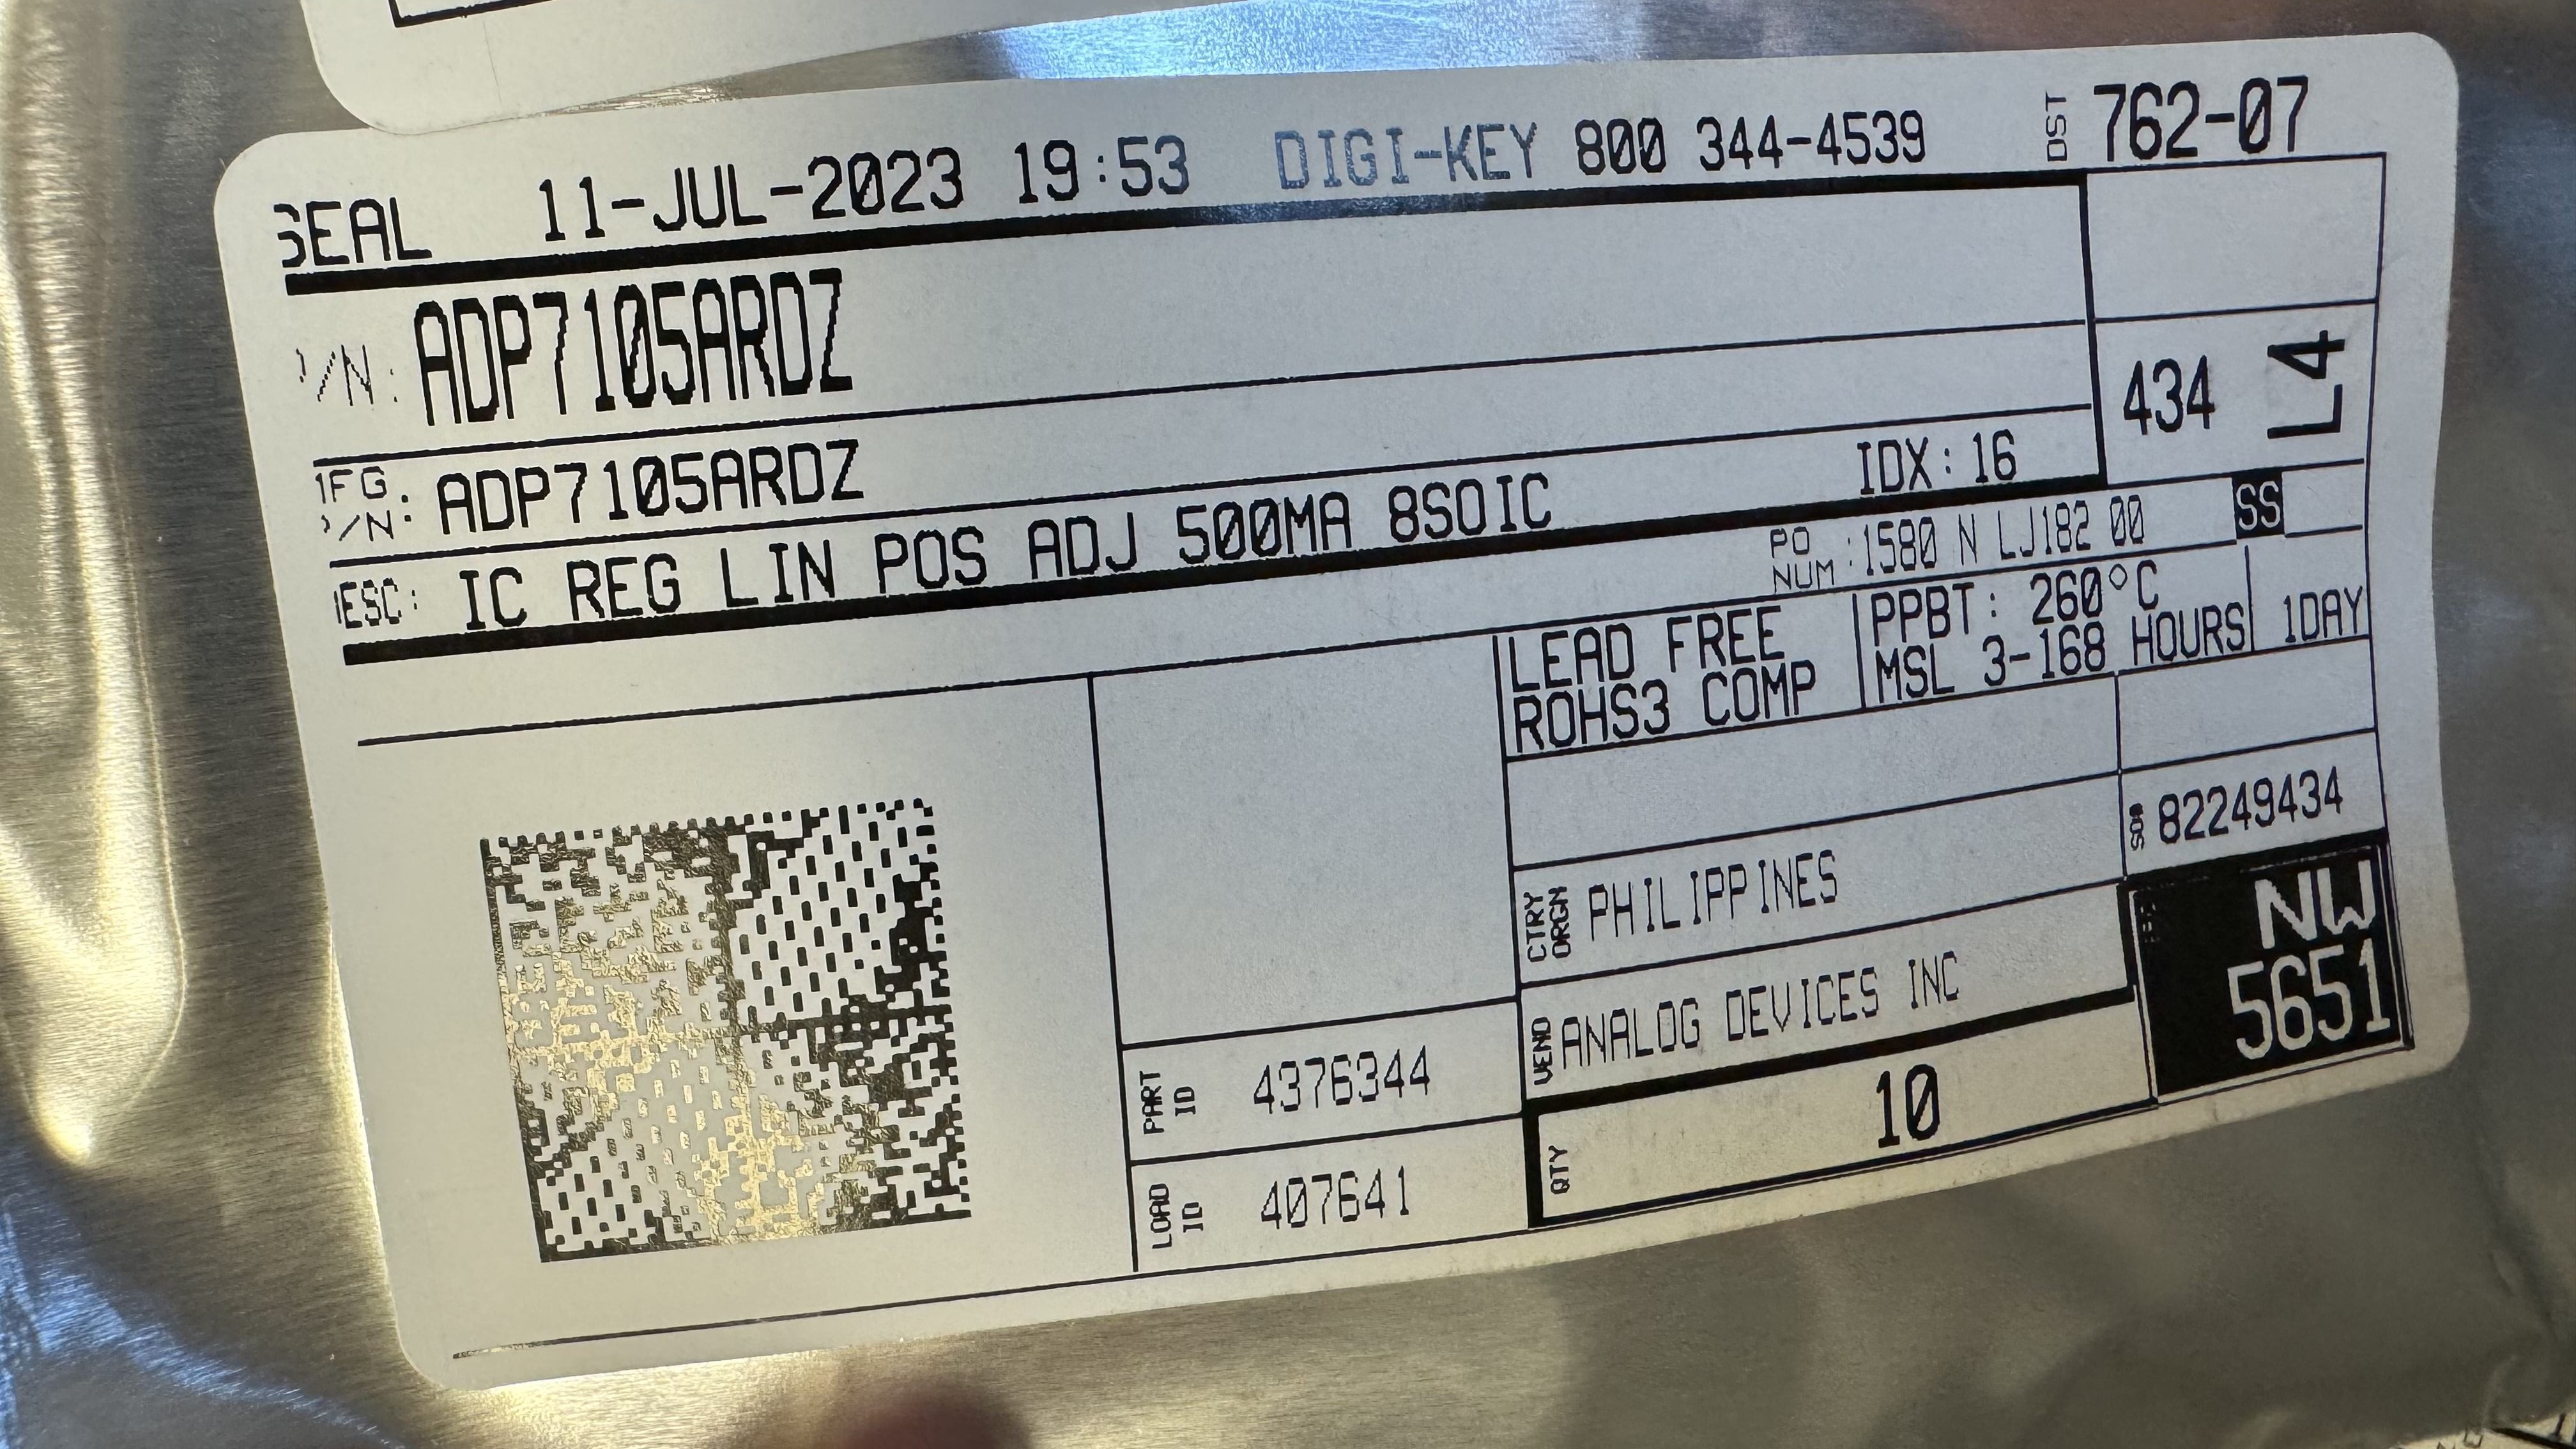 SEAL 11-JUL-2023 19:53 DIGI-KEY 800 344-4539 DST 762-07
P/N: ADP7105ARDZ
MFG P/N: ADP7105ARDZ
434 L4
DESC: IC REG LIN POS ADJ 500MA 8SOIC IDX: 16
PO NUM: 1580 N LJ182 00 SS
LEAD FREE
ROHS3 COMP
PPBT: 260°C
MSL 3-168 HOURS
1DAY
SO# 82249434
CTRY ORGN PHILIPPINES
VEND ANALOG DEVICES INC
NW
5651
PART ID 4376344
LOAD ID 407641
QTY 10